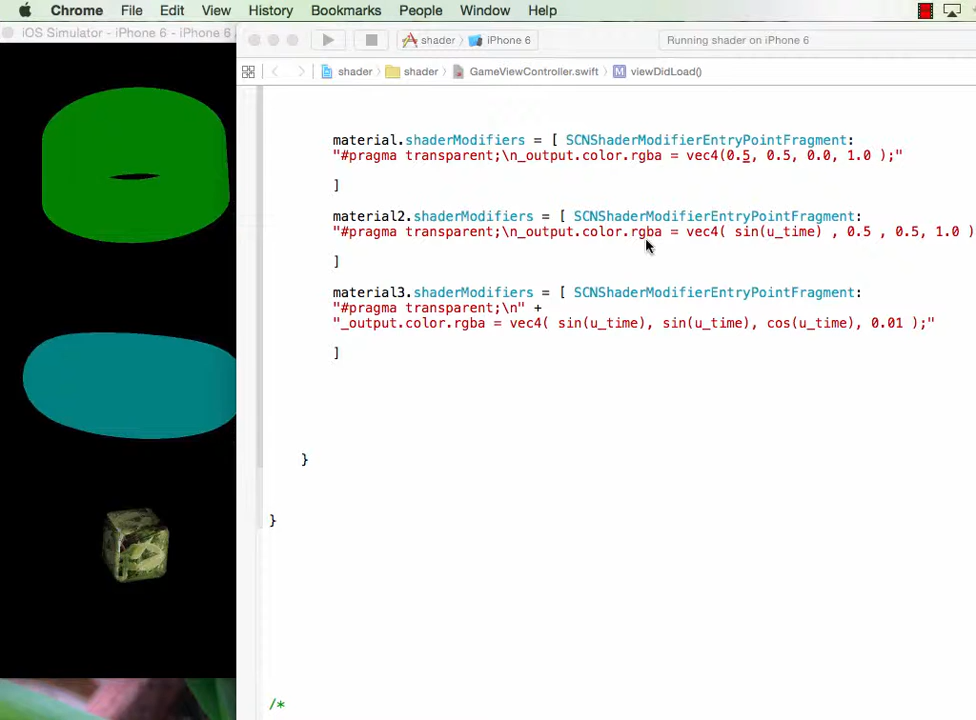 Chrome File Edit View History Bookmarks People Window Help
iOS Simulator - iPhone 6 - iPhone 6 /
shader iPhone 6 Running shader on iPhone 6
shader shader GameViewController.swift M viewDidLoad()
material.shaderModifiers = [ SCNShaderModifierEntryPointFragment:
"#pragma transparent;\n_output.color.rgba = vec4(0.5, 0.5, 0.0, 1.0 );"
]
material2.shaderModifiers = [ SCNShaderModifierEntryPointFragment:
"#pragma transparent;\n_output.color.rgba = vec4( sin(u_time) , 0.5 , 0.5, 1.0 )
]
material3.shaderModifiers = [ SCNShaderModifierEntryPointFragment:
"#pragma transparent;\n" +
"_output.color.rgba = vec4( sin(u_time), sin(u_time), cos(u_time), 0.01 );"
]
}
}
/*